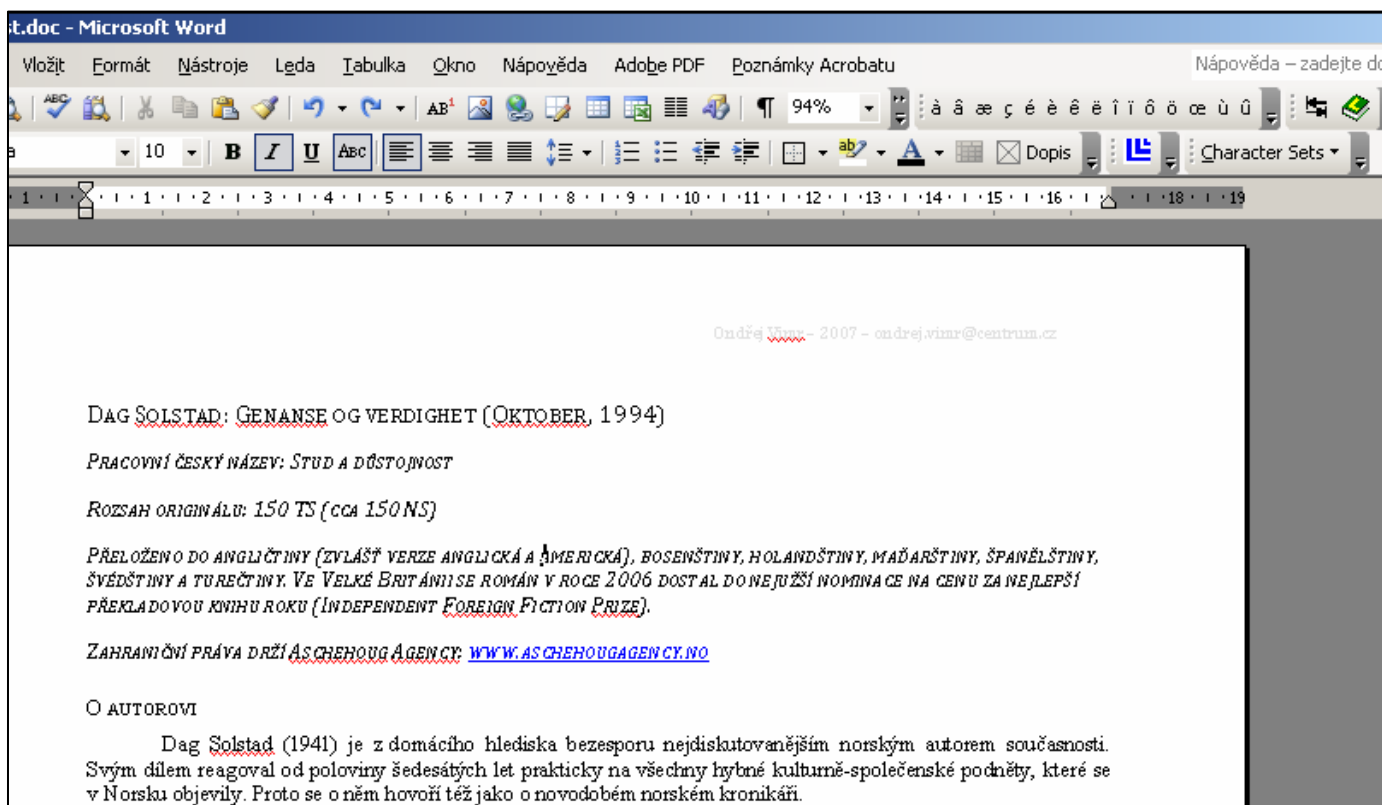 t.doc - Microsoft Word
Vložit Formát Nástroje Leda Tabulka Okno Nápověda Adobe PDF Poznámky Acrobatu Nápověda – zadejte do
ABC AB¹ ¶ 94% à â æ ç é è ê ë î ï ô ö œ ù û
a 10 B I U ABC ab A Dopis Character Sets
1 1 2 3 4 5 6 7 8 9 10 11 12 13 14 15 16 18 19
Ondřej Vimr – 2007 – ondrej.vimr@centrum.cz
DAG SOLSTAD: GENANSE OG VERDIGHET (OKTOBER, 1994)
PRACOVNÍ ČESKÝ NÁZEV: STUD A DŮSTOJNOST
ROZSAH ORIGINÁLU: 150 TS (CCA 150 NS)
PŘELOŽENO DO ANGLIČTINY (ZVLÁŠŤ VERZE ANGLICKÁ A AMERICKÁ), BOSENŠTINY, HOLANDŠTINY, MAĎARŠTINY, ŠPANĚLŠTINY,
ŠVÉDŠTINY A TUREČTINY. VE VELKÉ BRITÁNII SE ROMÁN V ROCE 2006 DOSTAL DO NEJUŽŠÍ NOMINACE NA CENU ZA NEJLEPŠÍ
PŘEKLADOVOU KNIHU ROKU (INDEPENDENT FOREIGN FICTION PRIZE).
ZAHRANIČNÍ PRÁVA DRŽÍ ASCHEHOUG AGENCY: WWW.ASCHEHOUGAGENCY.NO
O AUTOROVI
Dag Solstad (1941) je z domácího hlediska bezesporu nejdiskutovanějším norským autorem současnosti.
Svým dílem reagoval od poloviny šedesátých let prakticky na všechny hybné kulturně-společenské podněty, které se
v Norsku objevily. Proto se o něm hovoří též jako o novodobém norském kronikáři.